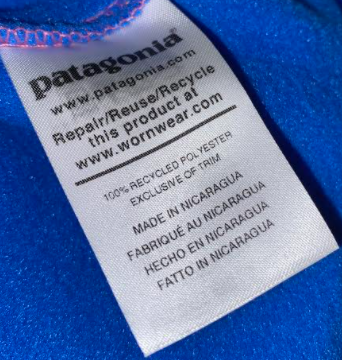 patagonia®
www.patagonia.com
Repair/Reuse/Recycle
this product at
www.wornwear.com
100% RECYCLED POLYESTER
EXCLUSIVE OF TRIM
MADE IN NICARAGUA
FABRIQUÉ AU NICARAGUA
HECHO EN NICARAGUA
FATTO IN NICARAGUA